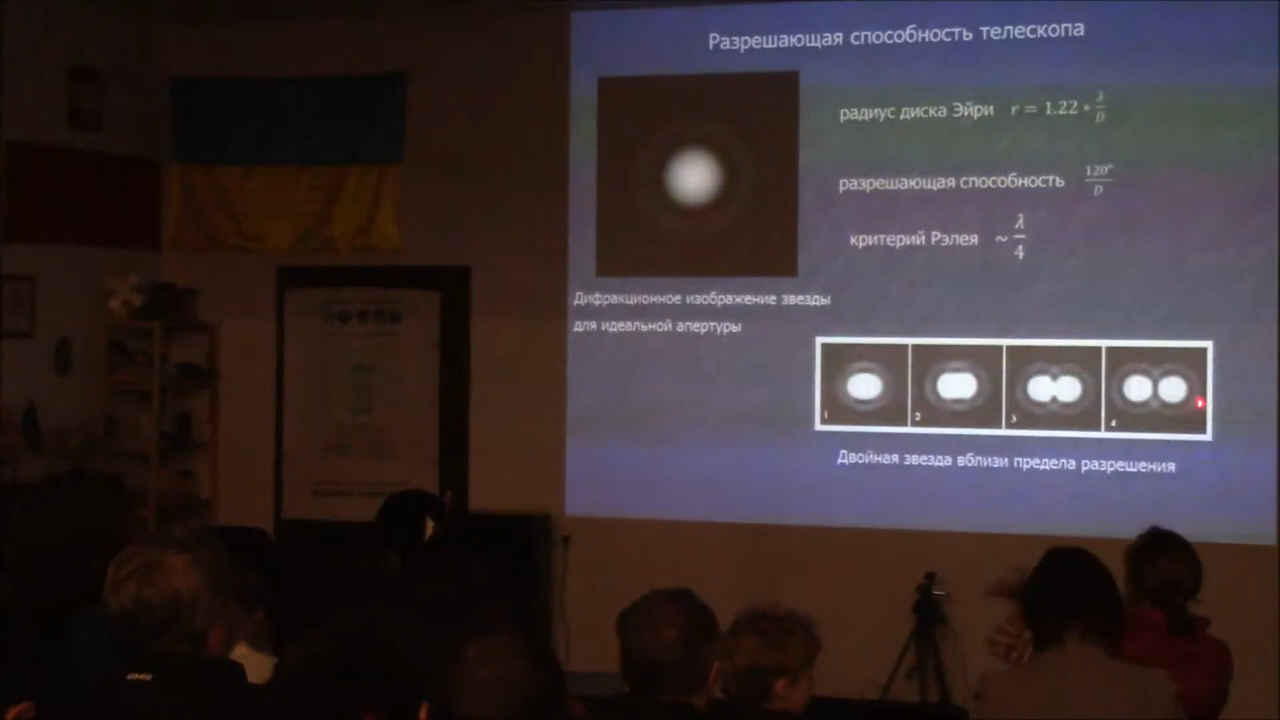 Разрешающая способность телескопа
радиус диска Эйри r = 1.22 * λ/D
разрешающая способность 120"/D
критерий Рэлея ~ λ/4
Дифракционное изображение звезды
для идеальной апертуры
1 2 3 4
Двойная звезда вблизи предела разрешения